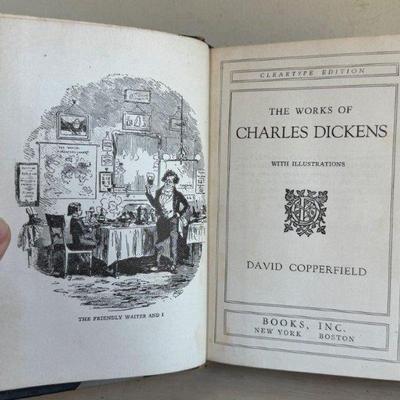 THE FRIENDLY WAITER AND I
CLEARTYPE EDITION
THE WORKS OF
CHARLES DICKENS
WITH ILLUSTRATIONS
DAVID COPPERFIELD
BOOKS, INC.
NEW YORK BOSTON